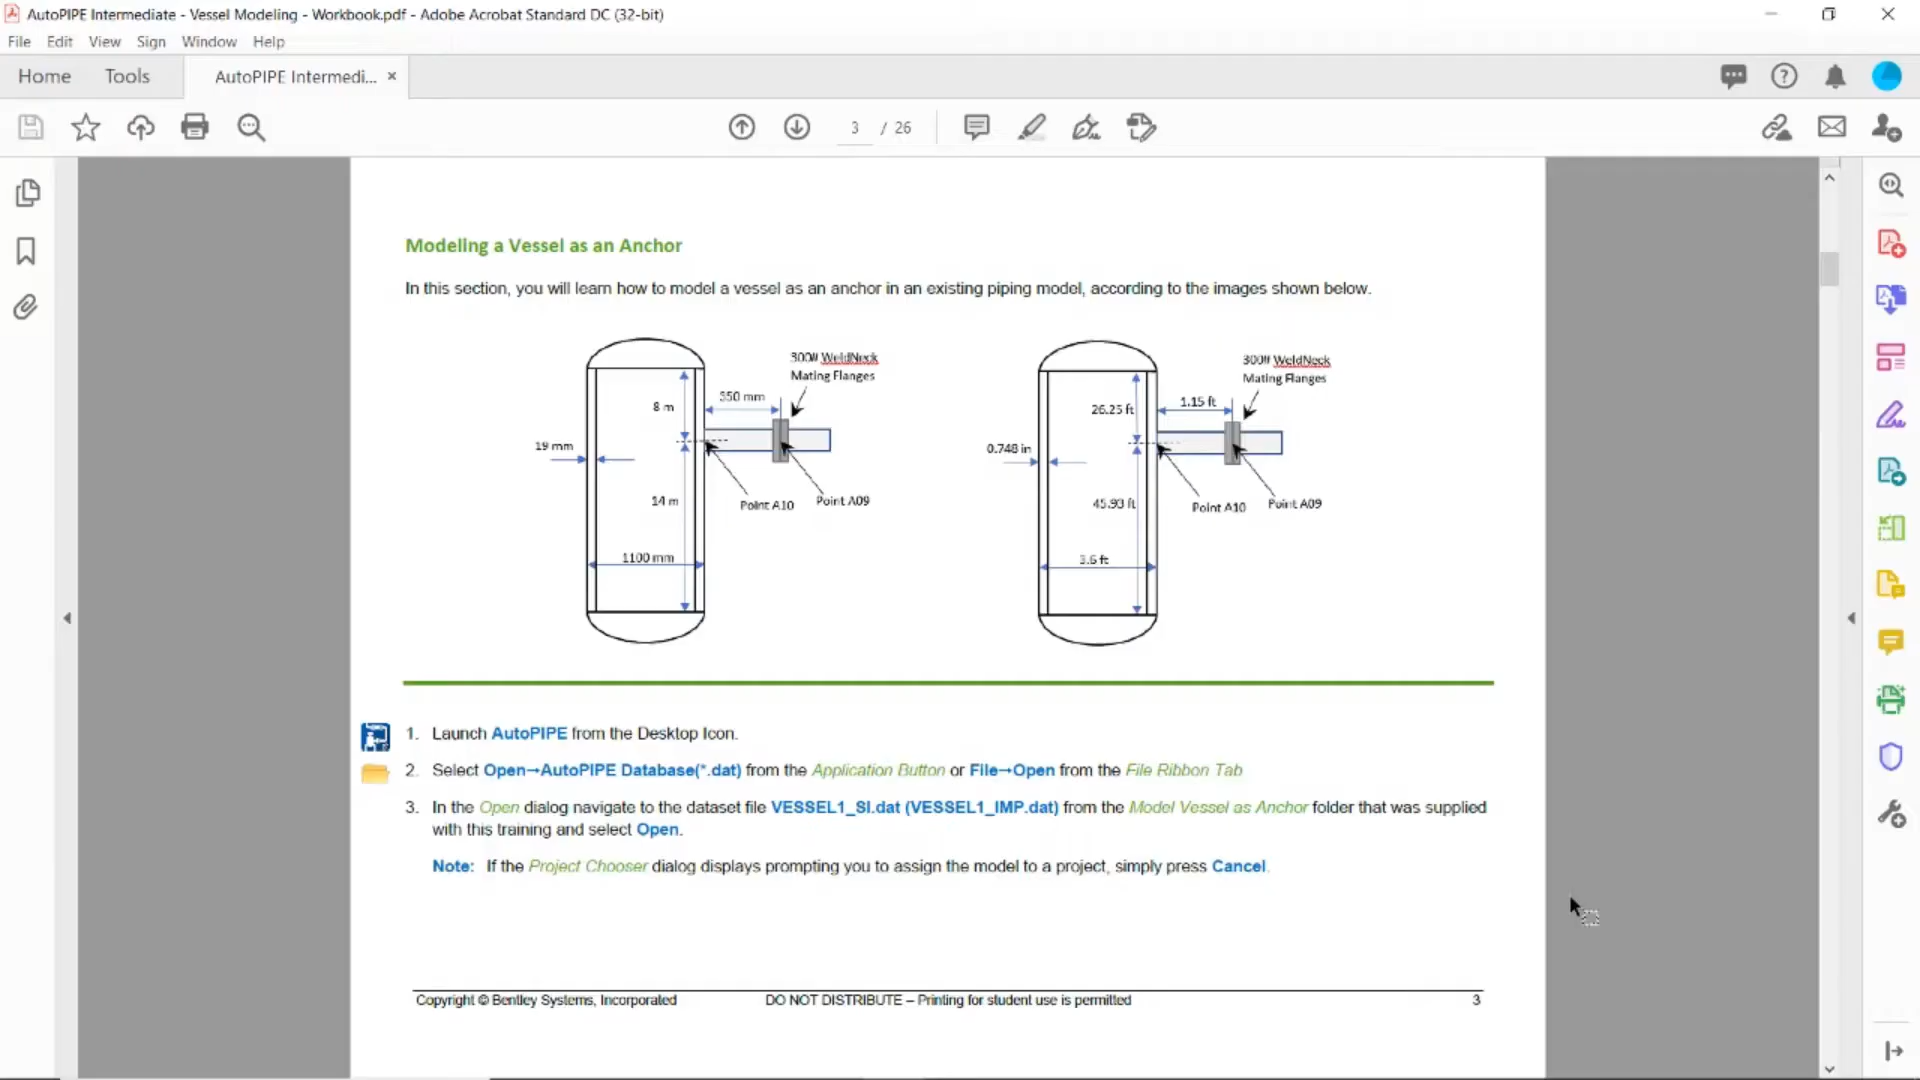 AutoPIPE Intermediate - Vessel Modeling - Workbook.pdf - Adobe Acrobat Standard DC (32-bit)
File Edit View Sign Window Help
Home Tools AutoPIPE Intermedi... ×
3 / 26
Modeling a Vessel as an Anchor
In this section, you will learn how to model a vessel as an anchor in an existing piping model, according to the images shown below.
300# WeldNeck
Mating Flanges
350 mm
8 m
19 mm
14 m
Point A10
Point A09
1100 mm
300# WeldNeck
Mating Flanges
1.15 ft
26.25 ft
0.748 in
45.93 ft
Point A10
Point A09
3.6 ft
1. Launch AutoPIPE from the Desktop Icon.
2. Select Open→AutoPIPE Database(*.dat) from the Application Button or File→Open from the File Ribbon Tab
3. In the Open dialog navigate to the dataset file VESSEL1_SI.dat (VESSEL1_IMP.dat) from the Model Vessel as Anchor folder that was supplied
with this training and select Open.
Note: If the Project Chooser dialog displays prompting you to assign the model to a project, simply press Cancel.
Copyright © Bentley Systems, Incorporated DO NOT DISTRIBUTE – Printing for student use is permitted 3